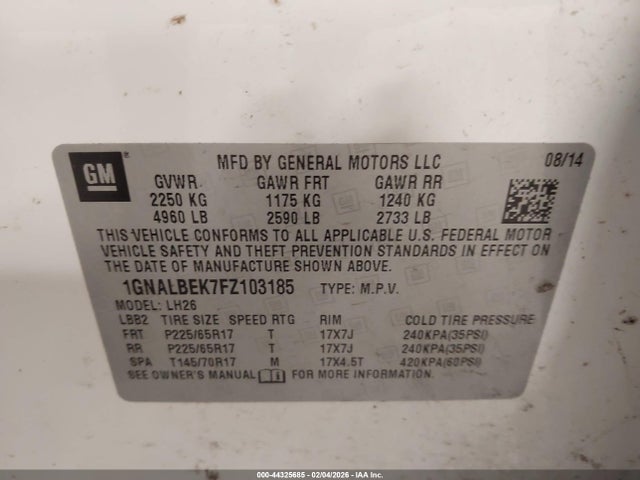 GM
MFD BY GENERAL MOTORS LLC 08/14
GVWR GAWR FRT GAWR RR
2250 KG 1175 KG 1240 KG
4960 LB 2590 LB 2733 LB
THIS VEHICLE CONFORMS TO ALL APPLICABLE U.S. FEDERAL MOTOR
VEHICLE SAFETY AND THEFT PREVENTION STANDARDS IN EFFECT ON
THE DATE OF MANUFACTURE SHOWN ABOVE.
1GNALBEK7FZ103185 TYPE: M.P.V.
MODEL: LH26
LBB2 TIRE SIZE SPEED RTG RIM COLD TIRE PRESSURE
FRT P225/65R17 T 17X7J 240KPA(35PSI)
RR P225/65R17 T 17X7J 240KPA(35PSI)
SPA T145/70R17 M 17X4.5T 420KPA(60PSI)
SEE OWNER'S MANUAL FOR MORE INFORMATION.
000-44325685 - 02/04/2026 - IAA Inc.